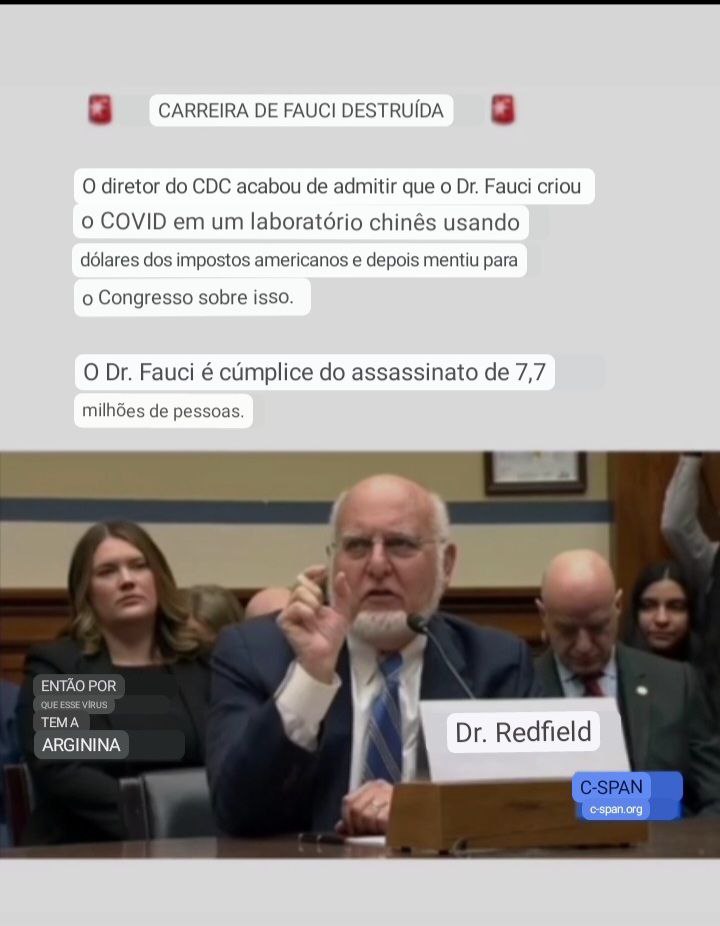 CARREIRA DE FAUCI DESTRUÍDA
O diretor do CDC acabou de admitir que o Dr. Fauci criou
o COVID em um laboratório chinês usando
dólares dos impostos americanos e depois mentiu para
o Congresso sobre isso.
O Dr. Fauci é cúmplice do assassinato de 7,7
milhões de pessoas.
ENTÃO POR
QUE ESSE VÍRUS
TEM A
ARGININA
Dr. Redfield
C-SPAN
c-span.org